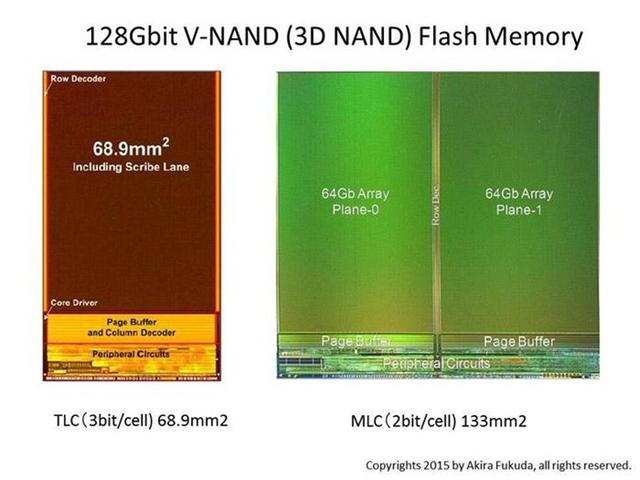 128Gbit V-NAND (3D NAND) Flash Memory
Row Decoder
68.9mm2
Including Scribe Lane
Core Driver
Page Buffer
and Column Decoder
Peripheral Circuits
64Gb Array
Plane-0
Row Dec.
64Gb Array
Plane-1
Page Buffer
Page Buffer
Peripheral Circuits
TLC(3bit/cell) 68.9mm2
MLC(2bit/cell) 133mm2
Copyrights 2015 by Akira Fukuda, all rights reserved.